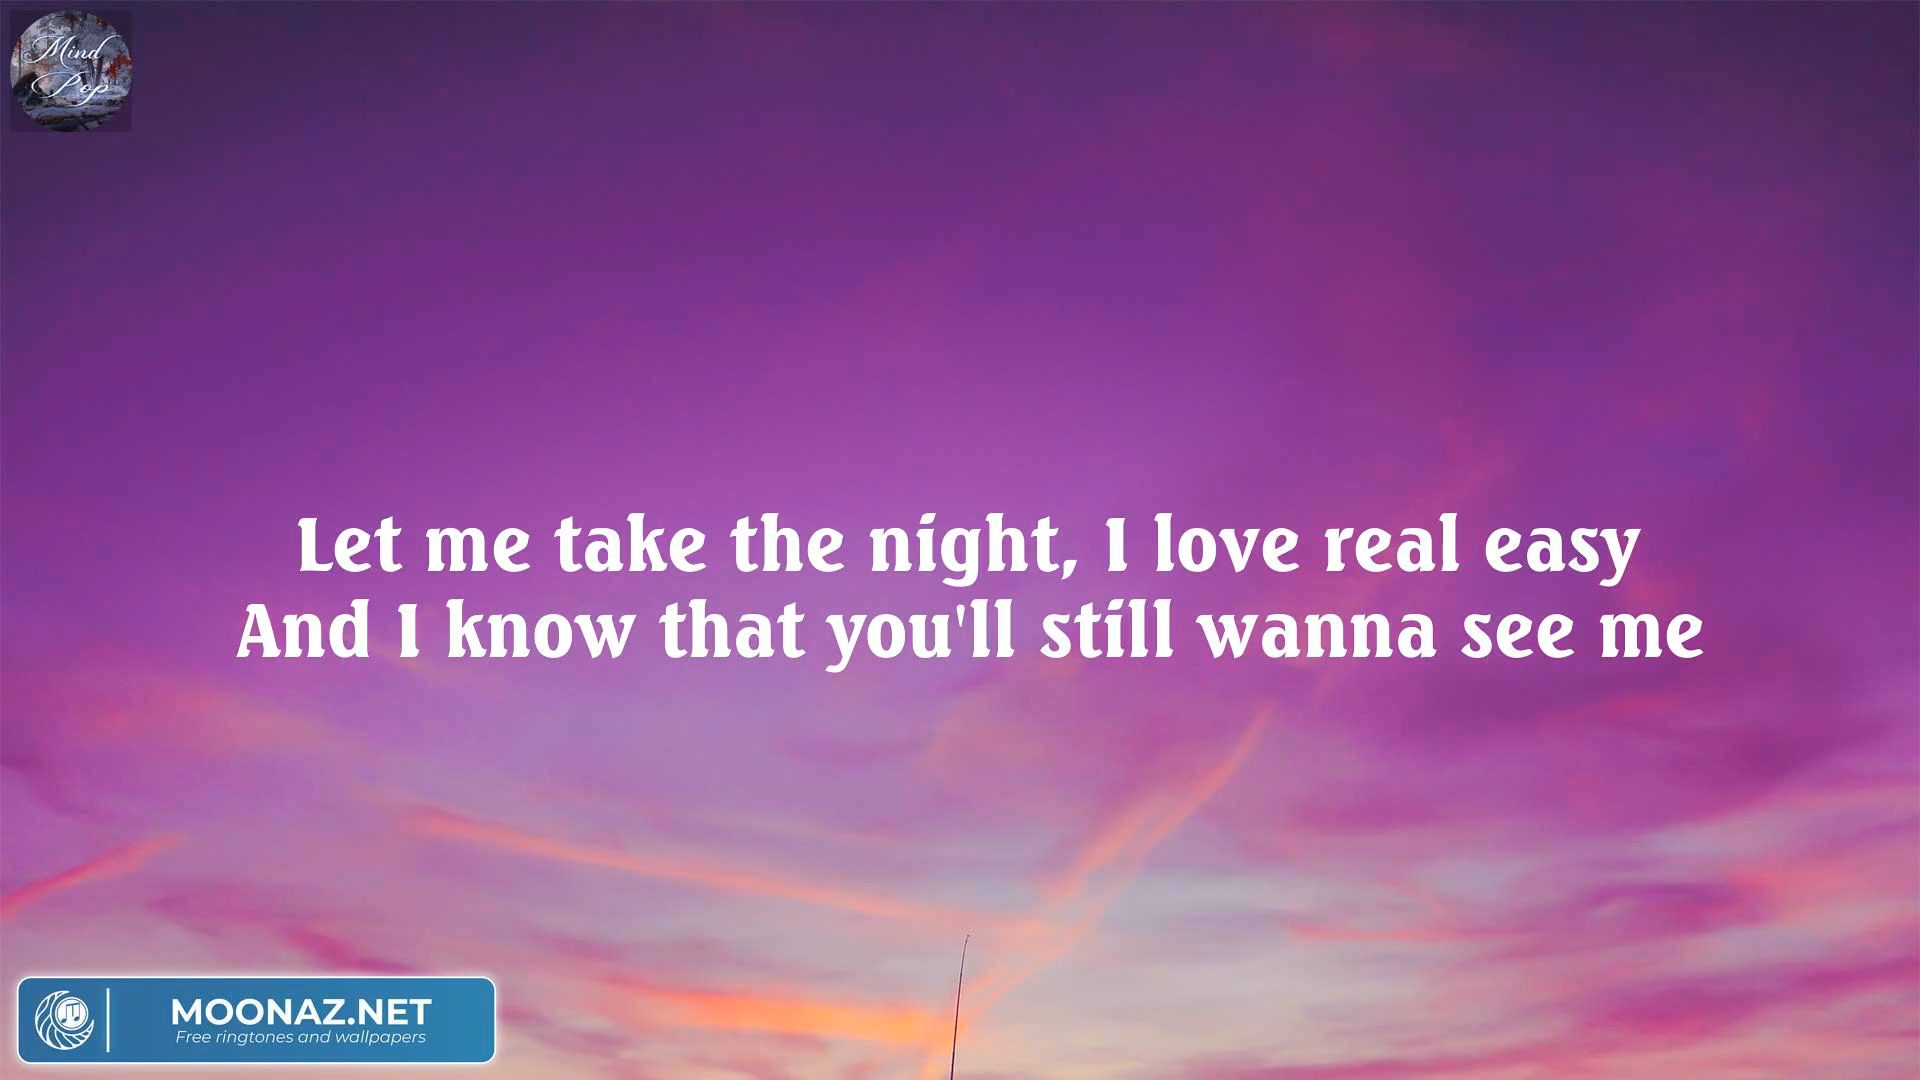 Mind
Pop
Let me take the night, I love real easy
And I know that you'll still wanna see me
MOONAZ.NET
Free ringtones and wallpapers